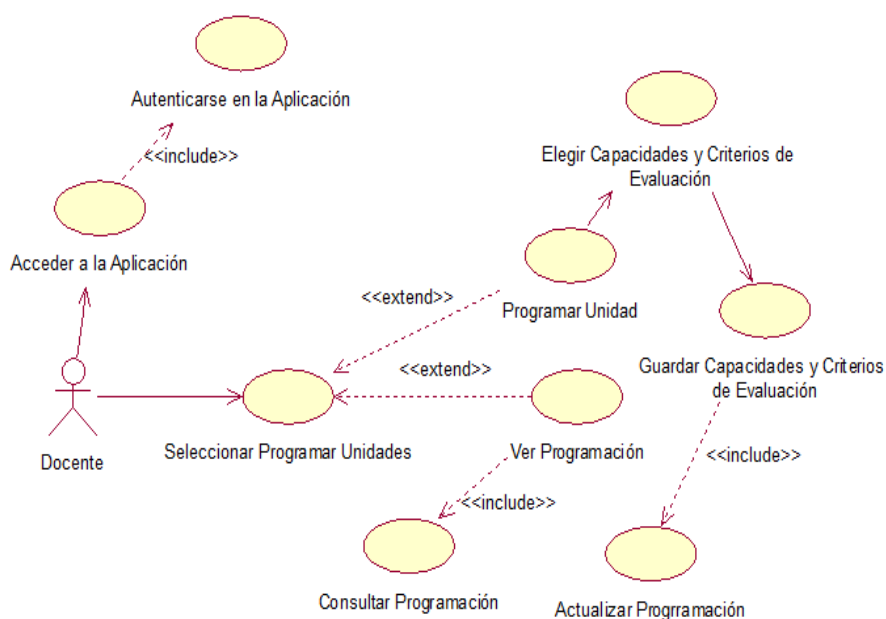 Autenticarse en la Aplicación
<<include>>
Elegir Capacidades y Criterios de
Evaluación
Acceder a la Aplicación
<<extend>>
Programar Unidad
<<extend>>
Guardar Capacidades y Criterios
de Evaluación
Docente
Seleccionar Programar Unidades
Ver Programación
<<include>>
<<include>>
Consultar Programación
Actualizar Progrramación